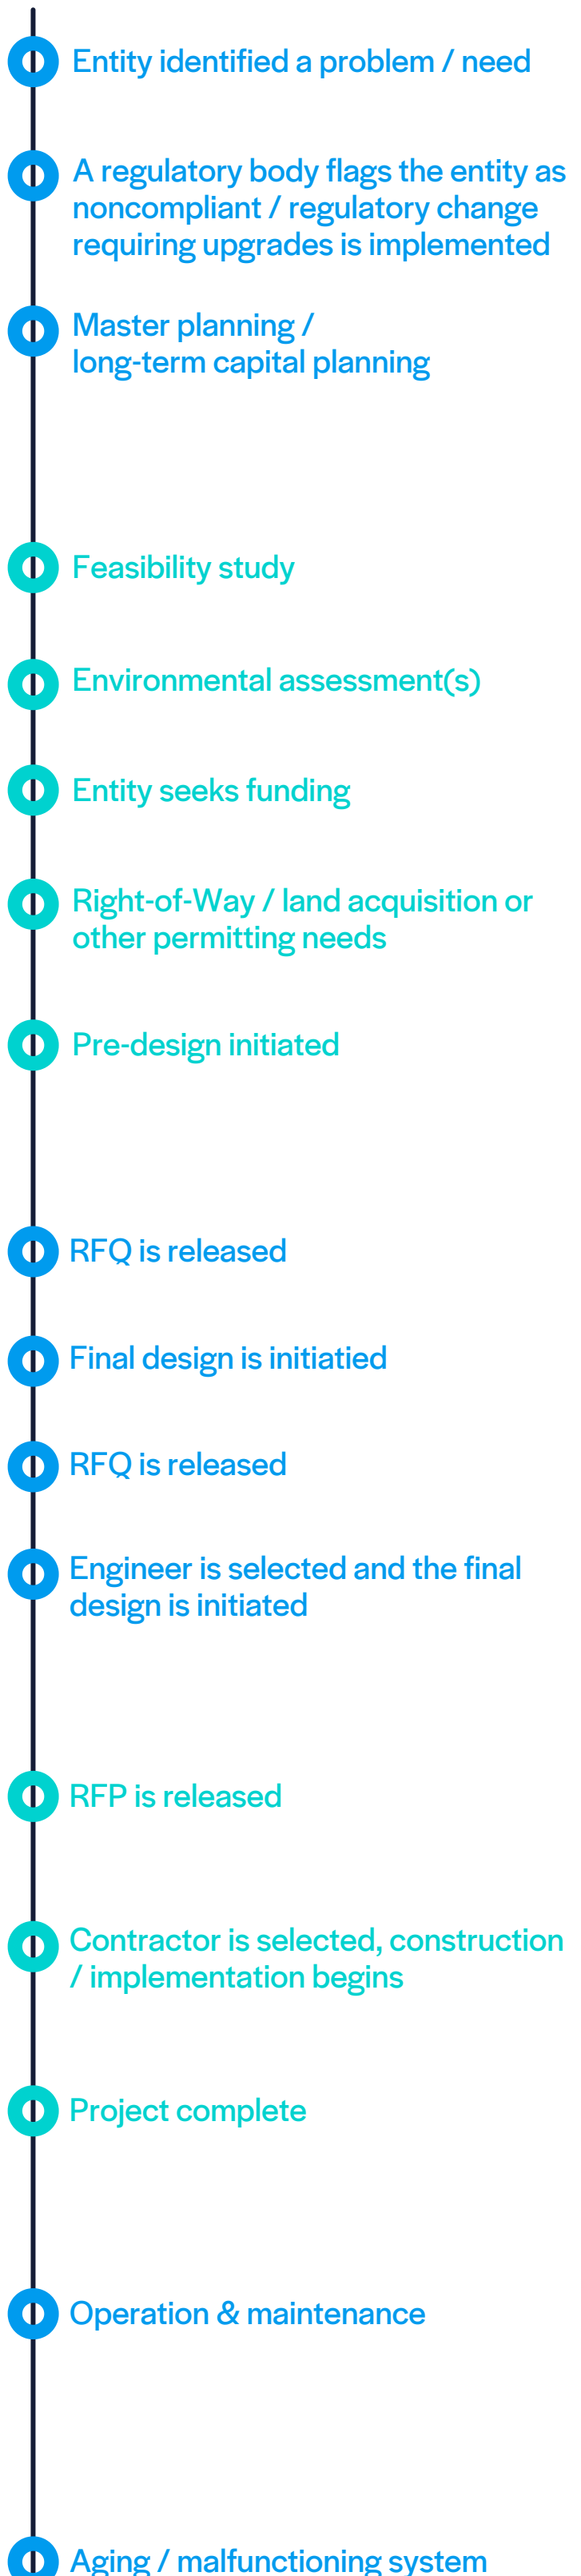 Entity identified a problem / need
A regulatory body flags the entity as
noncompliant / regulatory change
requiring upgrades is implemented
Master planning /
long-term capital planning
Feasibility study
Environmental assessment(s)
Entity seeks funding
Right-of-Way / land acquisition or
other permitting needs
Pre-design initiated
RFQ is released
Final design is initiatied
RFQ is released
Engineer is selected and the final
design is initiated
RFP is released
Contractor is selected, construction
/ implementation begins
Project complete
Operation & maintenance
Aging / malfunctioning system